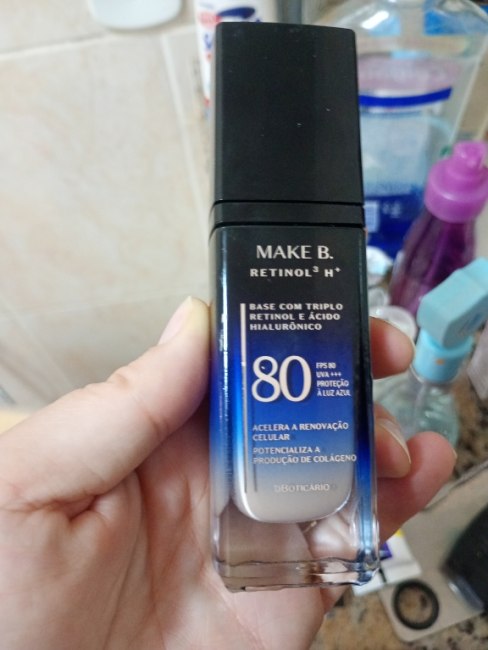 MAKE B.
RETINOL³ H⁺
BASE COM TRIPLO
RETINOL E ÁCIDO
HIALURÔNICO
80
FPS 80
UVA +++
PROTEÇÃO
À LUZ AZUL
ACELERA A RENOVAÇÃO
CELULAR
POTENCIALIZA A
PRODUÇÃO DE COLÁGENO
oBOTICÁRIO